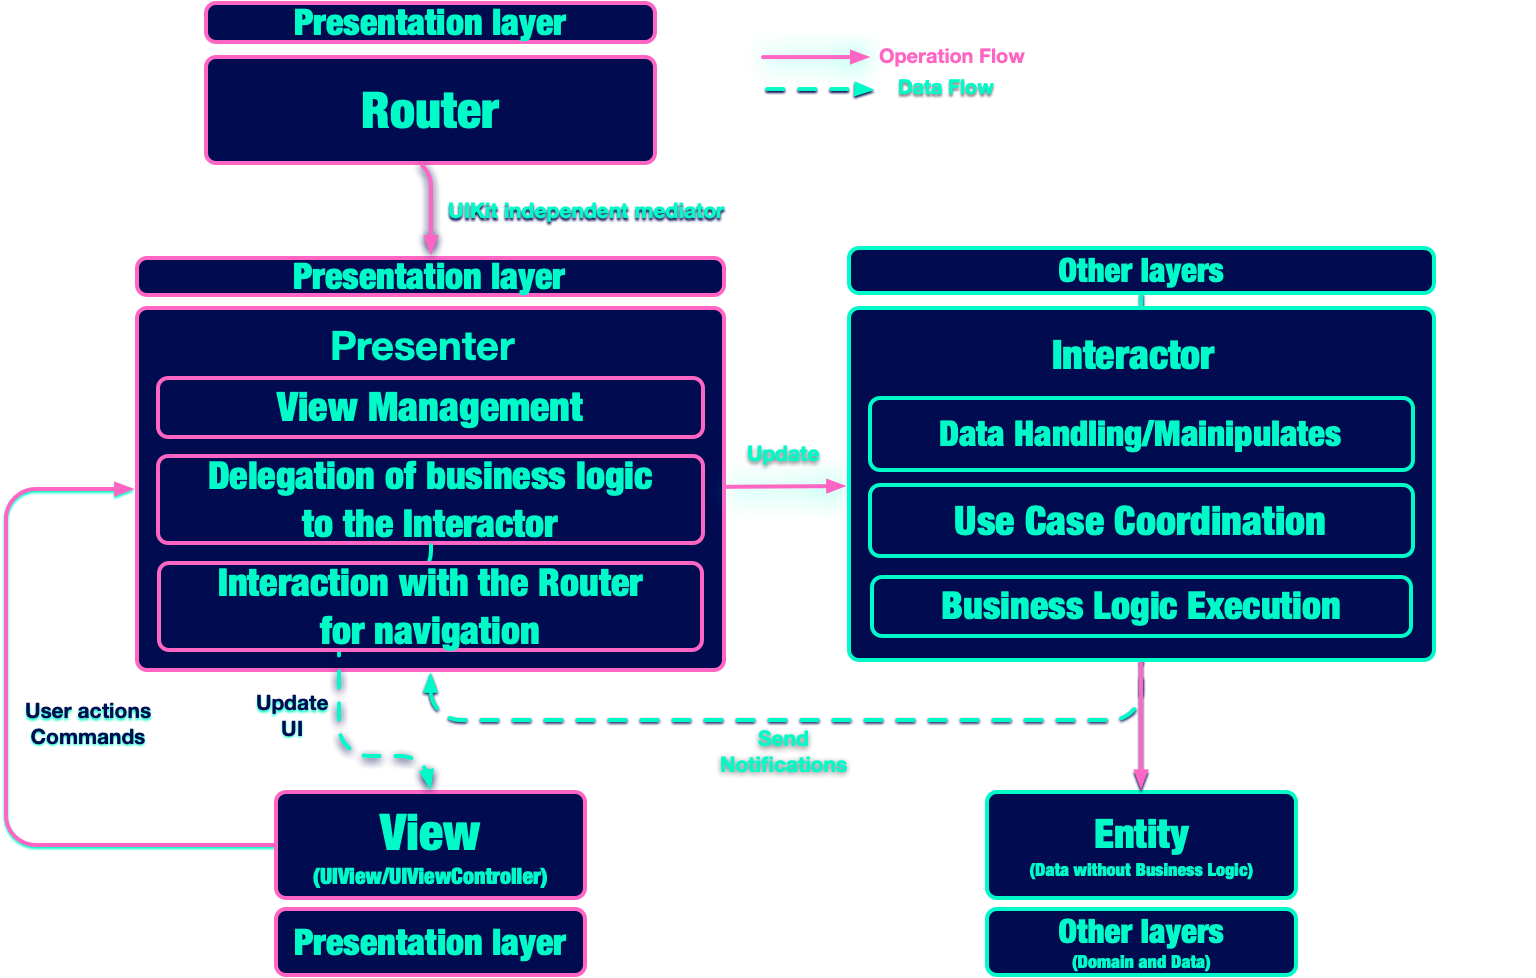 Presentation layer
Router
Operation Flow
Data Flow
UIKit independent mediator
Presentation layer
Presenter
View Management
Delegation of business logic
to the Interactor
Interaction with the Router
for navigation
Update
Other layers
Interactor
Data Handling/Mainipulates
Use Case Coordination
Business Logic Execution
User actions
Commands
Update
UI
Send
Notifications
View
(UIView/UIViewController)
Presentation layer
Entity
(Data without Business Logic)
Other layers
(Domain and Data)